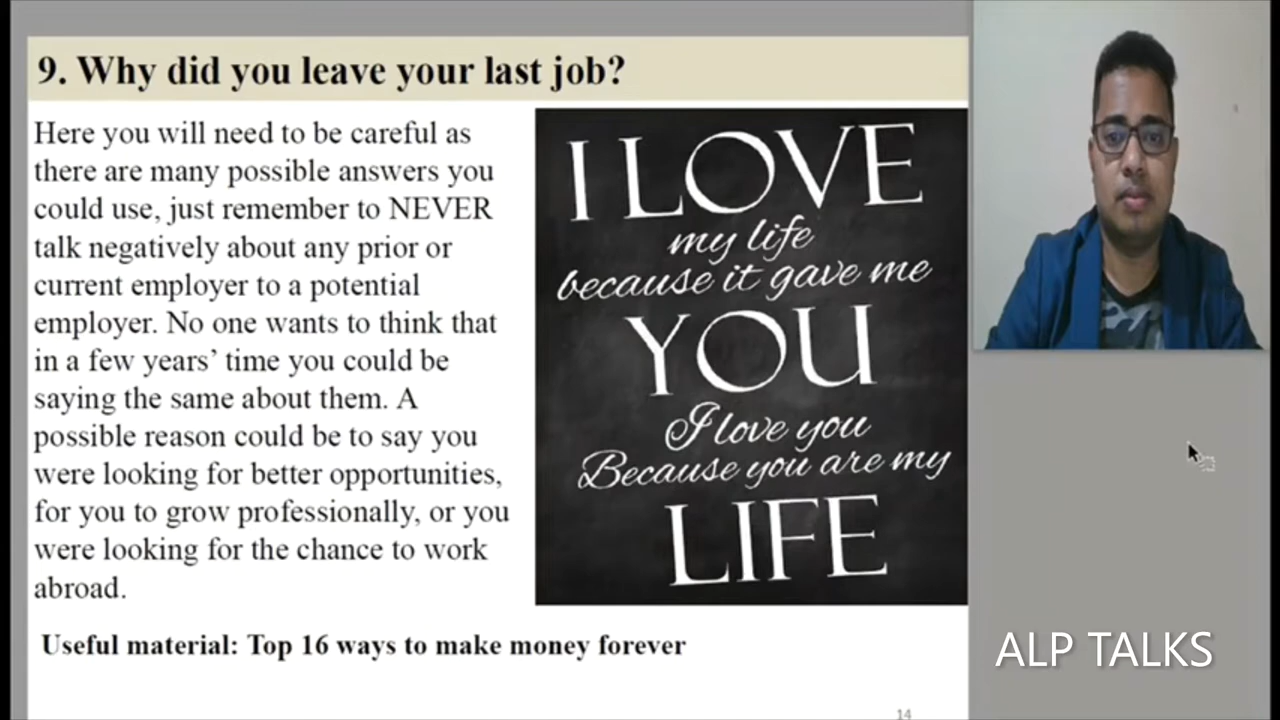 9. Why did you leave your last job?
Here you will need to be careful as
there are many possible answers you
could use, just remember to NEVER
talk negatively about any prior or
current employer to a potential
employer. No one wants to think that
in a few years’ time you could be
saying the same about them. A
possible reason could be to say you
were looking for better opportunities,
for you to grow professionally, or you
were looking for the chance to work
abroad.
I LOVE
my life
because it gave me
YOU
I love you
Because you are my
LIFE
Useful material: Top 16 ways to make money forever
14
ALP TALKS